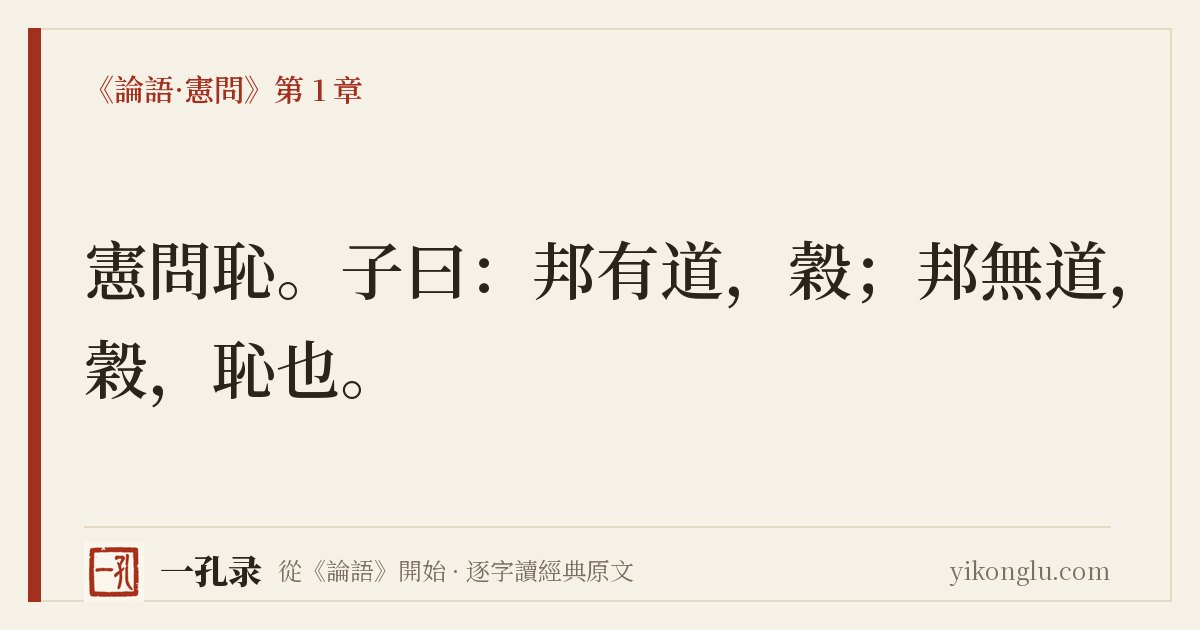 《論語·憲問》第 1 章
憲問恥。子曰：邦有道，穀；邦無道，
穀，恥也。
一孔
一孔录 從《論語》開始 · 逐字讀經典原文 yikonglu.com